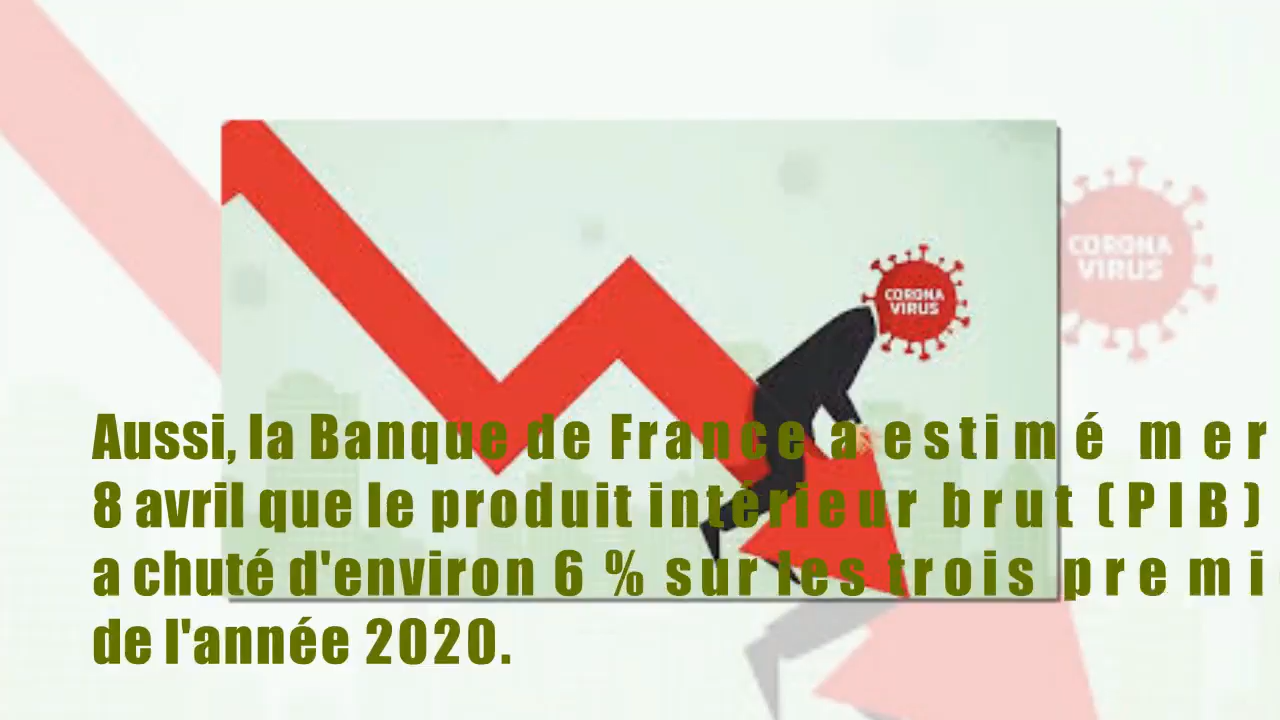 CORONA
VIRUS
CORONA
VIRUS
Aussi, la Banque de France a estimé mer
8 avril que le produit intérieur brut (PIB)
a chuté d'environ 6 % sur les trois premi
de l'année 2020.